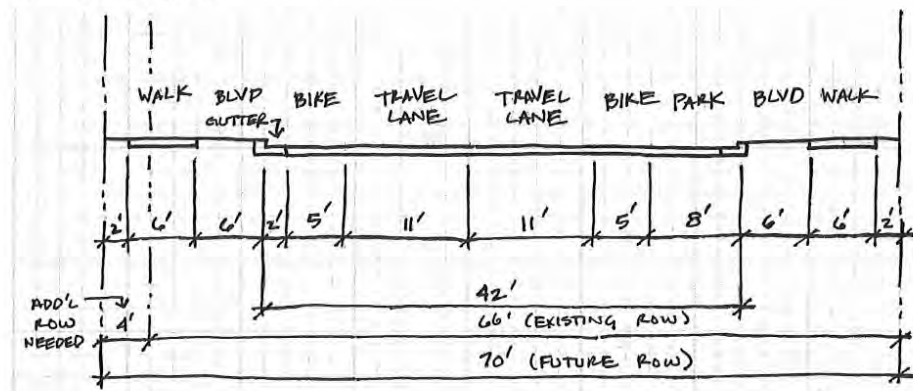 WALK BLVD BIKE TRAVEL LANE TRAVEL LANE BIKE PARK BLVD WALK
GUTTER
2' 6' 6' 2' 5' 11' 11' 5' 8' 6' 6' 2'
42'
ADD'L ROW NEEDED 4'
66' (EXISTING ROW)
70' (FUTURE ROW)